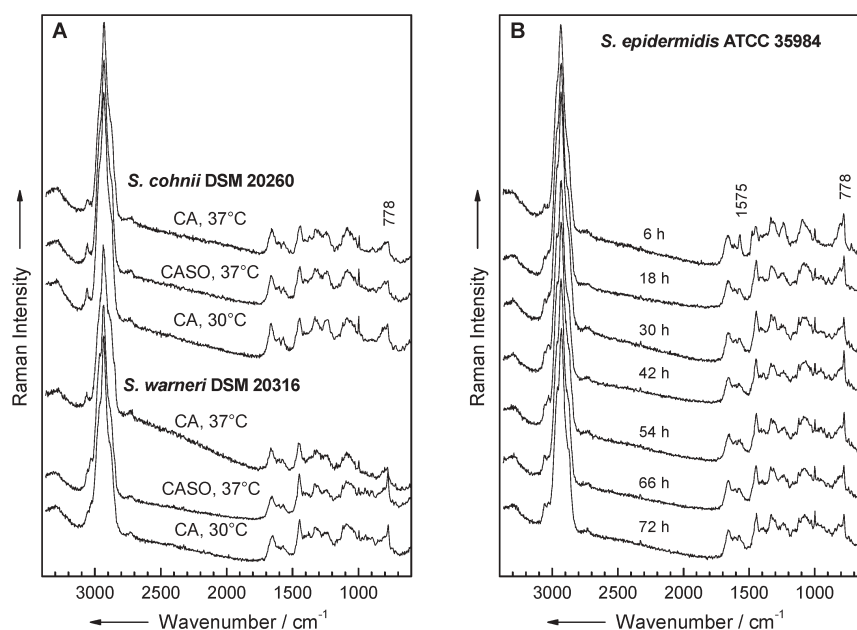 A
S. cohnii DSM 20260
778
CA, 37°C
CASO, 37°C
CA, 30°C
S. warneri DSM 20316
CA, 37°C
CASO, 37°C
CA, 30°C
Raman Intensity
3000 2500 2000 1500 1000
Wavenumber / cm-1
B
S. epidermidis ATCC 35984
1575
778
6 h
18 h
30 h
42 h
54 h
66 h
72 h
Raman Intensity
3000 2500 2000 1500 1000
Wavenumber / cm-1